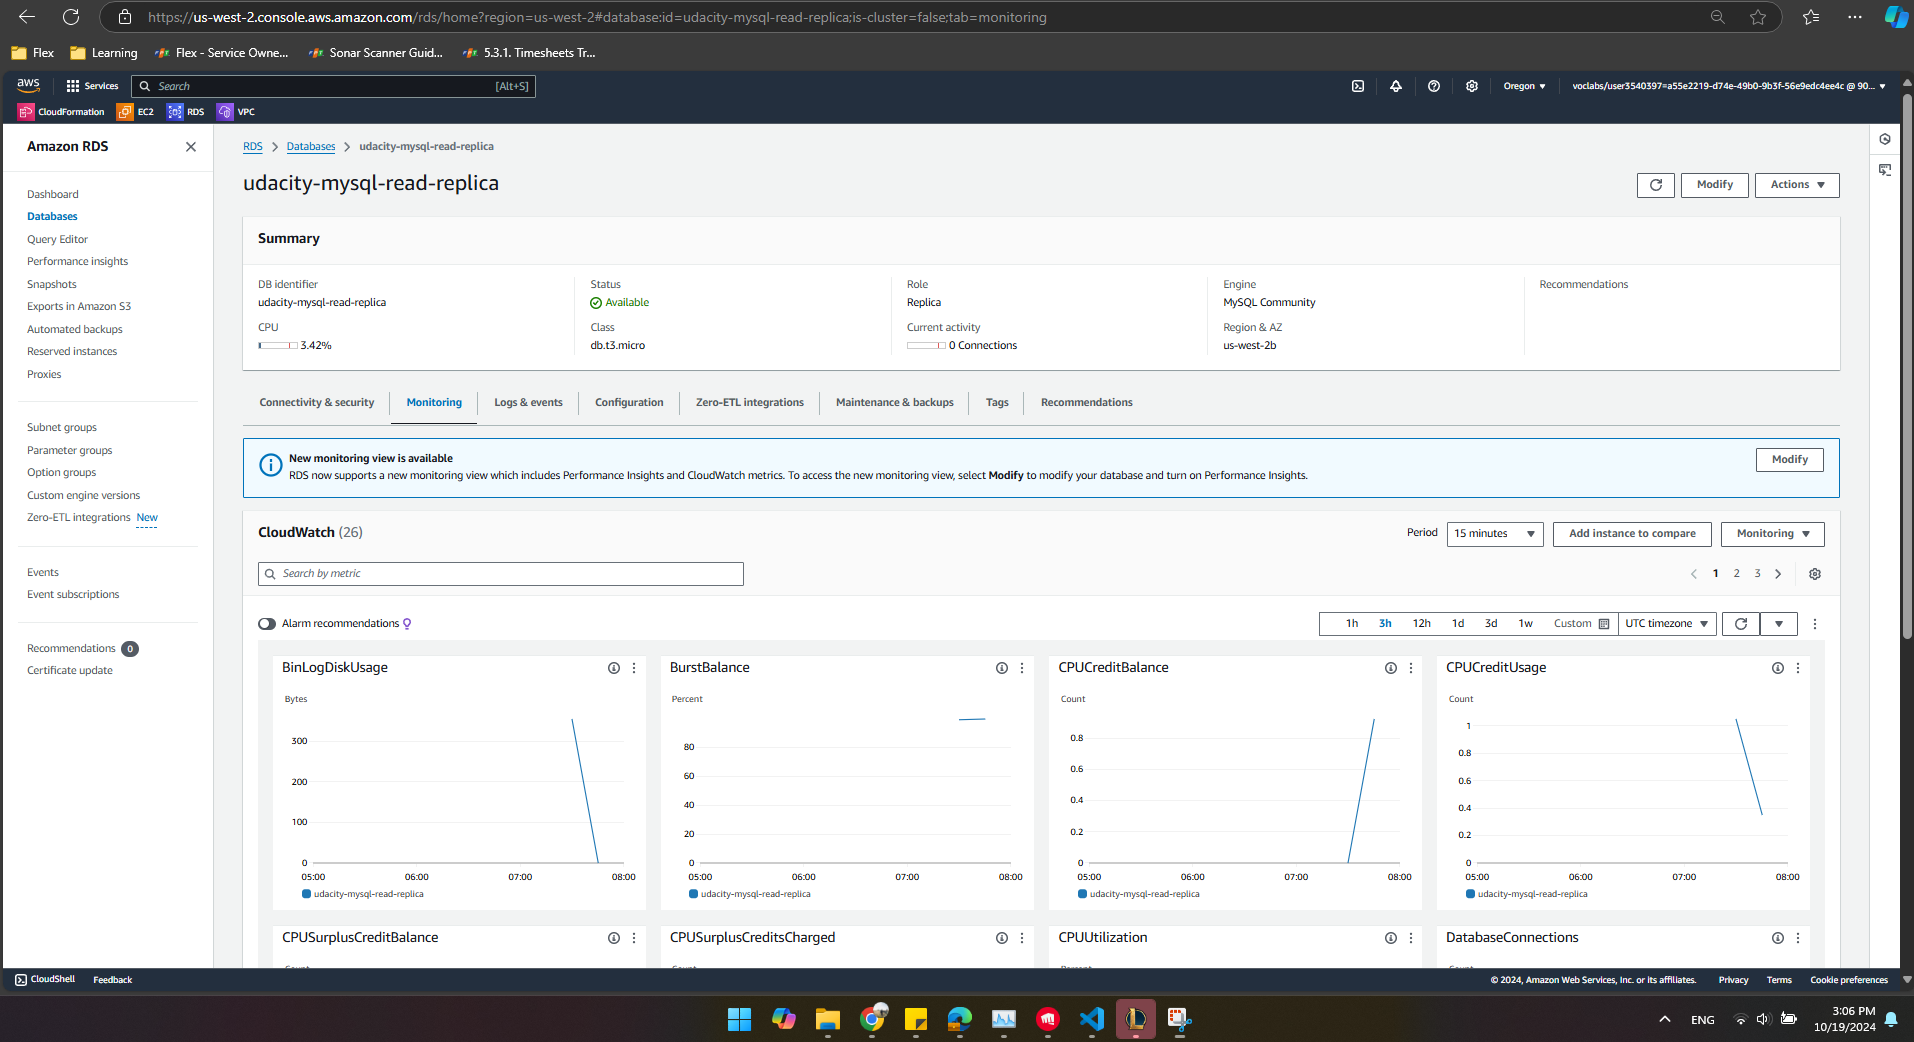 https://us-west-2.console.aws.amazon.com/rds/home?region=us-west-2#database:id=udacity-mysql-read-replica;is-cluster=false;tab=monitoring
Flex Learning Flex - Service Owne... Sonar Scanner Guid... 5.3.1. Timesheets Tr...
aws Services Search [Alt+S] Oregon voclabs/user3540397=a55e2219-d74e-49b0-9b3f-56e9edc4ee4c @ 90...
CloudFormation EC2 RDS VPC
Amazon RDS
Dashboard
Databases
Query Editor
Performance insights
Snapshots
Exports in Amazon S3
Automated backups
Reserved instances
Proxies
Subnet groups
Parameter groups
Option groups
Custom engine versions
Zero-ETL integrations New
Events
Event subscriptions
Recommendations 0
Certificate update
RDS > Databases > udacity-mysql-read-replica
udacity-mysql-read-replica
Modify Actions
Summary
DB identifier
udacity-mysql-read-replica
CPU
3.42%
Status
Available
Class
db.t3.micro
Role
Replica
Current activity
0 Connections
Engine
MySQL Community
Region & AZ
us-west-2b
Recommendations
Connectivity & security Monitoring Logs & events Configuration Zero-ETL integrations Maintenance & backups Tags Recommendations
New monitoring view is available
RDS now supports a new monitoring view which includes Performance Insights and CloudWatch metrics. To access the new monitoring view, select Modify to modify your database and turn on Performance Insights.
Modify
CloudWatch (26)
Period 15 minutes Add instance to compare Monitoring
Search by metric
1 2 3
Alarm recommendations
1h 3h 12h 1d 3d 1w Custom UTC timezone
BinLogDiskUsage
Bytes
300
200
100
0
05:00 06:00 07:00 08:00
udacity-mysql-read-replica
BurstBalance
Percent
80
60
40
20
0
05:00 06:00 07:00 08:00
udacity-mysql-read-replica
CPUCreditBalance
Count
0.8
0.6
0.4
0.2
0
05:00 06:00 07:00 08:00
udacity-mysql-read-replica
CPUCreditUsage
Count
1
0.8
0.6
0.4
0.2
0
05:00 06:00 07:00 08:00
udacity-mysql-read-replica
CPUSurplusCreditBalance
Count
CPUSurplusCreditsCharged
Count
CPUUtilization
Percent
DatabaseConnections
Count
CloudShell Feedback
© 2024, Amazon Web Services, Inc. or its affiliates. Privacy Terms Cookie preferences
ENG
3:06 PM
10/19/2024